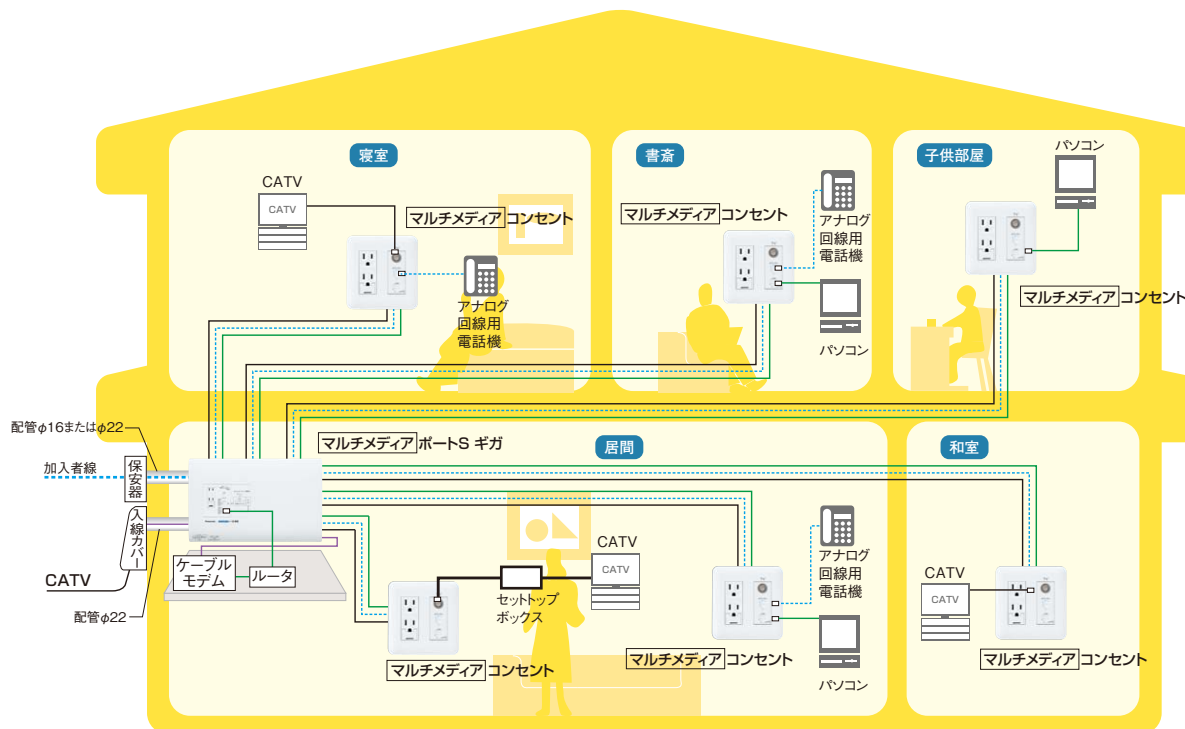 寝室
CATV
CATV
マルチメディア コンセント
アナログ
回線用
電話機
書斎
マルチメディア コンセント
アナログ
回線用
電話機
パソコン
子供部屋
パソコン
マルチメディア コンセント
配管φ16またはφ22
加入者線
保安器
入線カバー
CATV
配管φ22
マルチメディア ポートS ギガ
ケーブル
モデム
ルータ
居間
マルチメディア コンセント
セットトップ
ボックス
CATV
CATV
マルチメディア コンセント
アナログ
回線用
電話機
パソコン
和室
CATV
CATV
マルチメディア コンセント